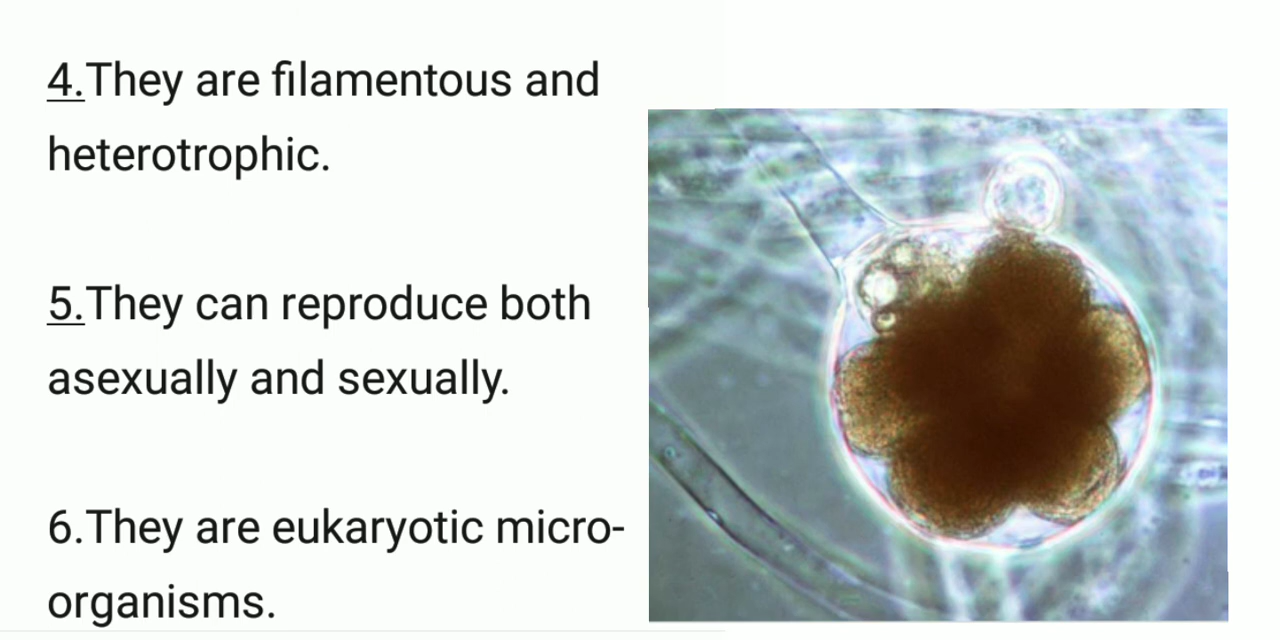 4.They are filamentous and
heterotrophic.
5.They can reproduce both
asexually and sexually.
6.They are eukaryotic micro-
organisms.